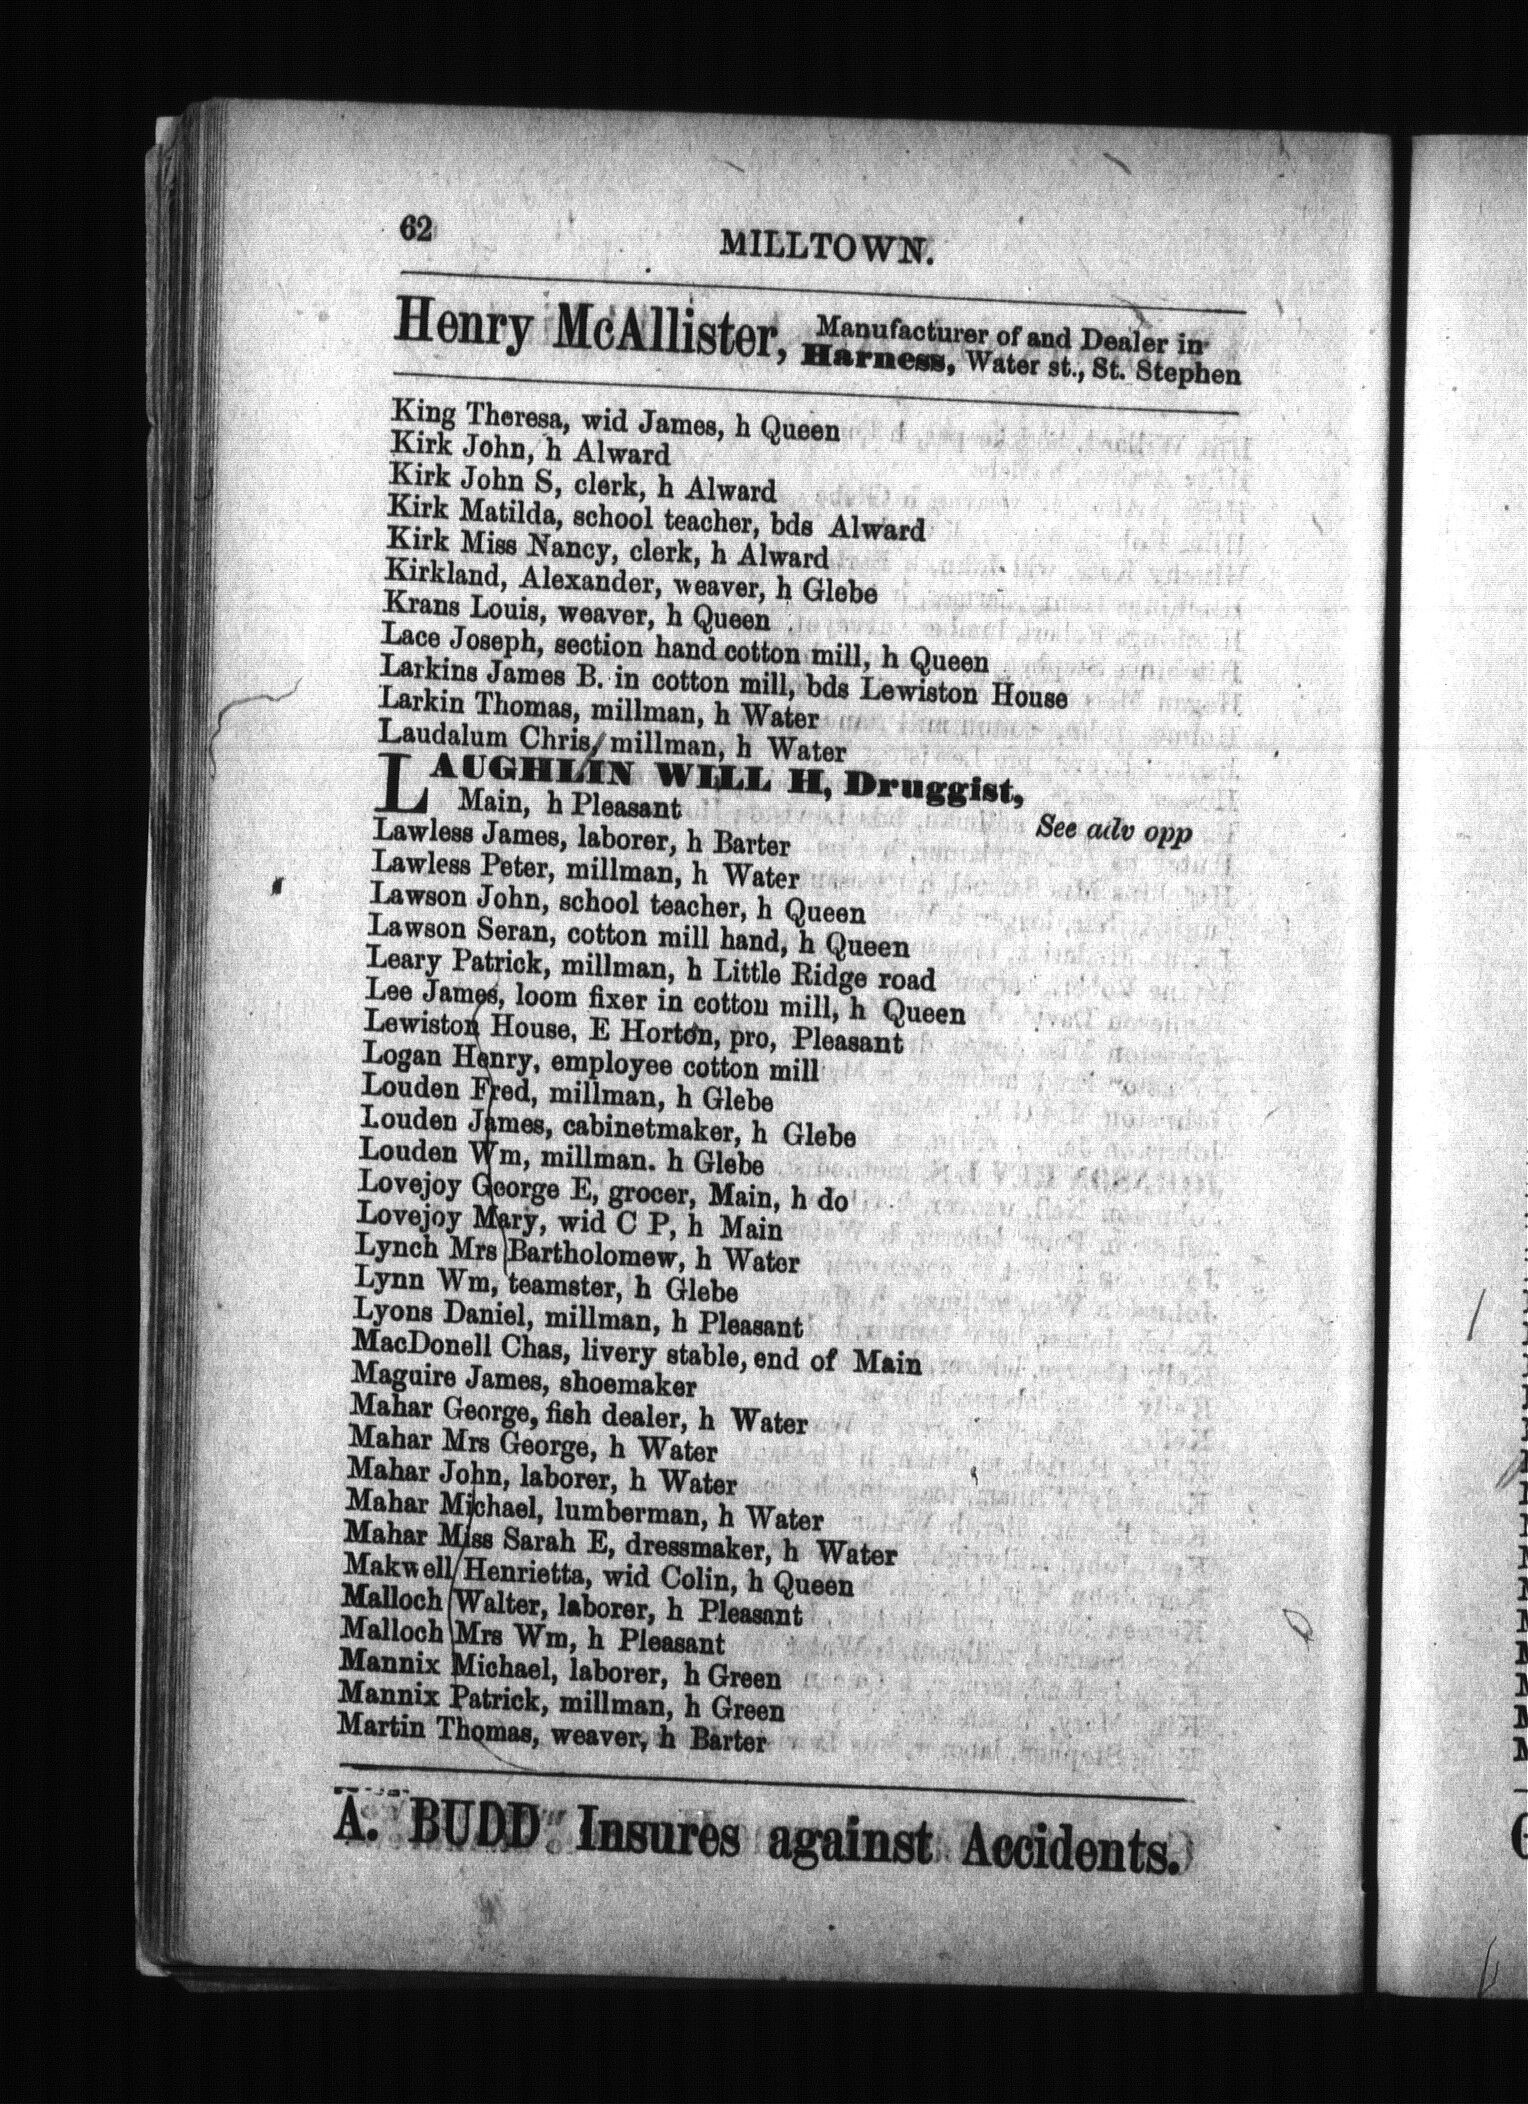 62
MILLTOWN.
Henry McAllister, Manufacturer of and Dealer in
Harness, Water st., St. Stephen
King Theresa, wid James, h Queen
Kirk John, h Alward
Kirk John S, clerk, h Alward
Kirk Matilda, school teacher, bds Alward
Kirk Miss Nancy, clerk, h Alward
Kirkland, Alexander, weaver, h Glebe
Krans Louis, weaver, h Queen
Lace Joseph, section hand cotton mill, h Queen
Larkins James B. in cotton mill, bds Lewiston House
Larkin Thomas, millman, h Water
Laudalum Chris, millman, h Water
LAUGHLIN WILL H, Druggist,
Main, h Pleasant See adv opp
Lawless James, laborer, h Barter
Lawless Peter, millman, h Water
Lawson John, school teacher, h Queen
Lawson Seran, cotton mill hand, h Queen
Leary Patrick, millman, h Little Ridge road
Lee James, loom fixer in cotton mill, h Queen
Lewiston House, E Horton, pro, Pleasant
Logan Henry, employee cotton mill
Louden Fred, millman, h Glebe
Louden James, cabinetmaker, h Glebe
Louden Wm, millman. h Glebe
Lovejoy George E, grocer, Main, h do
Lovejoy Mary, wid C P, h Main
Lynch Mrs Bartholomew, h Water
Lynn Wm, teamster, h Glebe
Lyons Daniel, millman, h Pleasant
MacDonell Chas, livery stable, end of Main
Maguire James, shoemaker
Mahar George, fish dealer, h Water
Mahar Mrs George, h Water
Mahar John, laborer, h Water
Mahar Michael, lumberman, h Water
Mahar Miss Sarah E, dressmaker, h Water
Makwell Henrietta, wid Colin, h Queen
Malloch Walter, laborer, h Pleasant
Malloch Mrs Wm, h Pleasant
Mannix Michael, laborer, h Green
Mannix Patrick, millman, h Green
Martin Thomas, weaver, h Barter
A. BUDD Insures against Accidents.